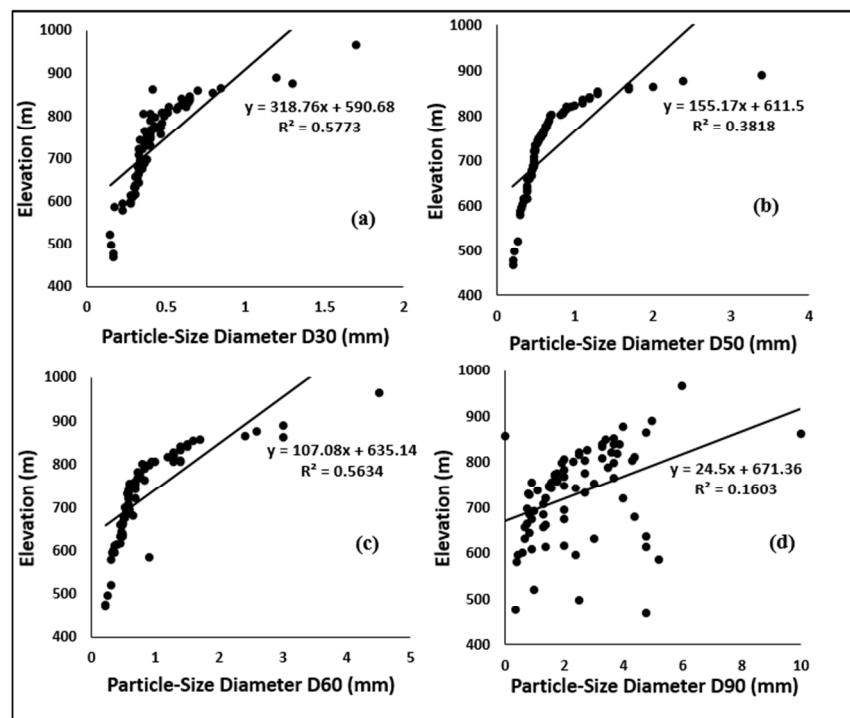 1000
900
800
700
600
500
400
Elevation (m)
y = 318.76x + 590.68
R² = 0.5773
(a)
0 0.5 1 1.5 2
Particle-Size Diameter D30 (mm)
1000
900
800
700
600
500
400
Elevation (m)
y = 155.17x + 611.5
R² = 0.3818
(b)
0 1 2 3 4
Particle-Size Diameter D50 (mm)
1000
900
800
700
600
500
400
Elevation (m)
y = 107.08x + 635.14
R² = 0.5634
(c)
0 1 2 3 4 5
Particle-Size Diameter D60 (mm)
1000
900
800
700
600
500
400
Elevation (m)
y = 24.5x + 671.36
R² = 0.1603
(d)
0 2 4 6 8 10
Particle-Size Diameter D90 (mm)